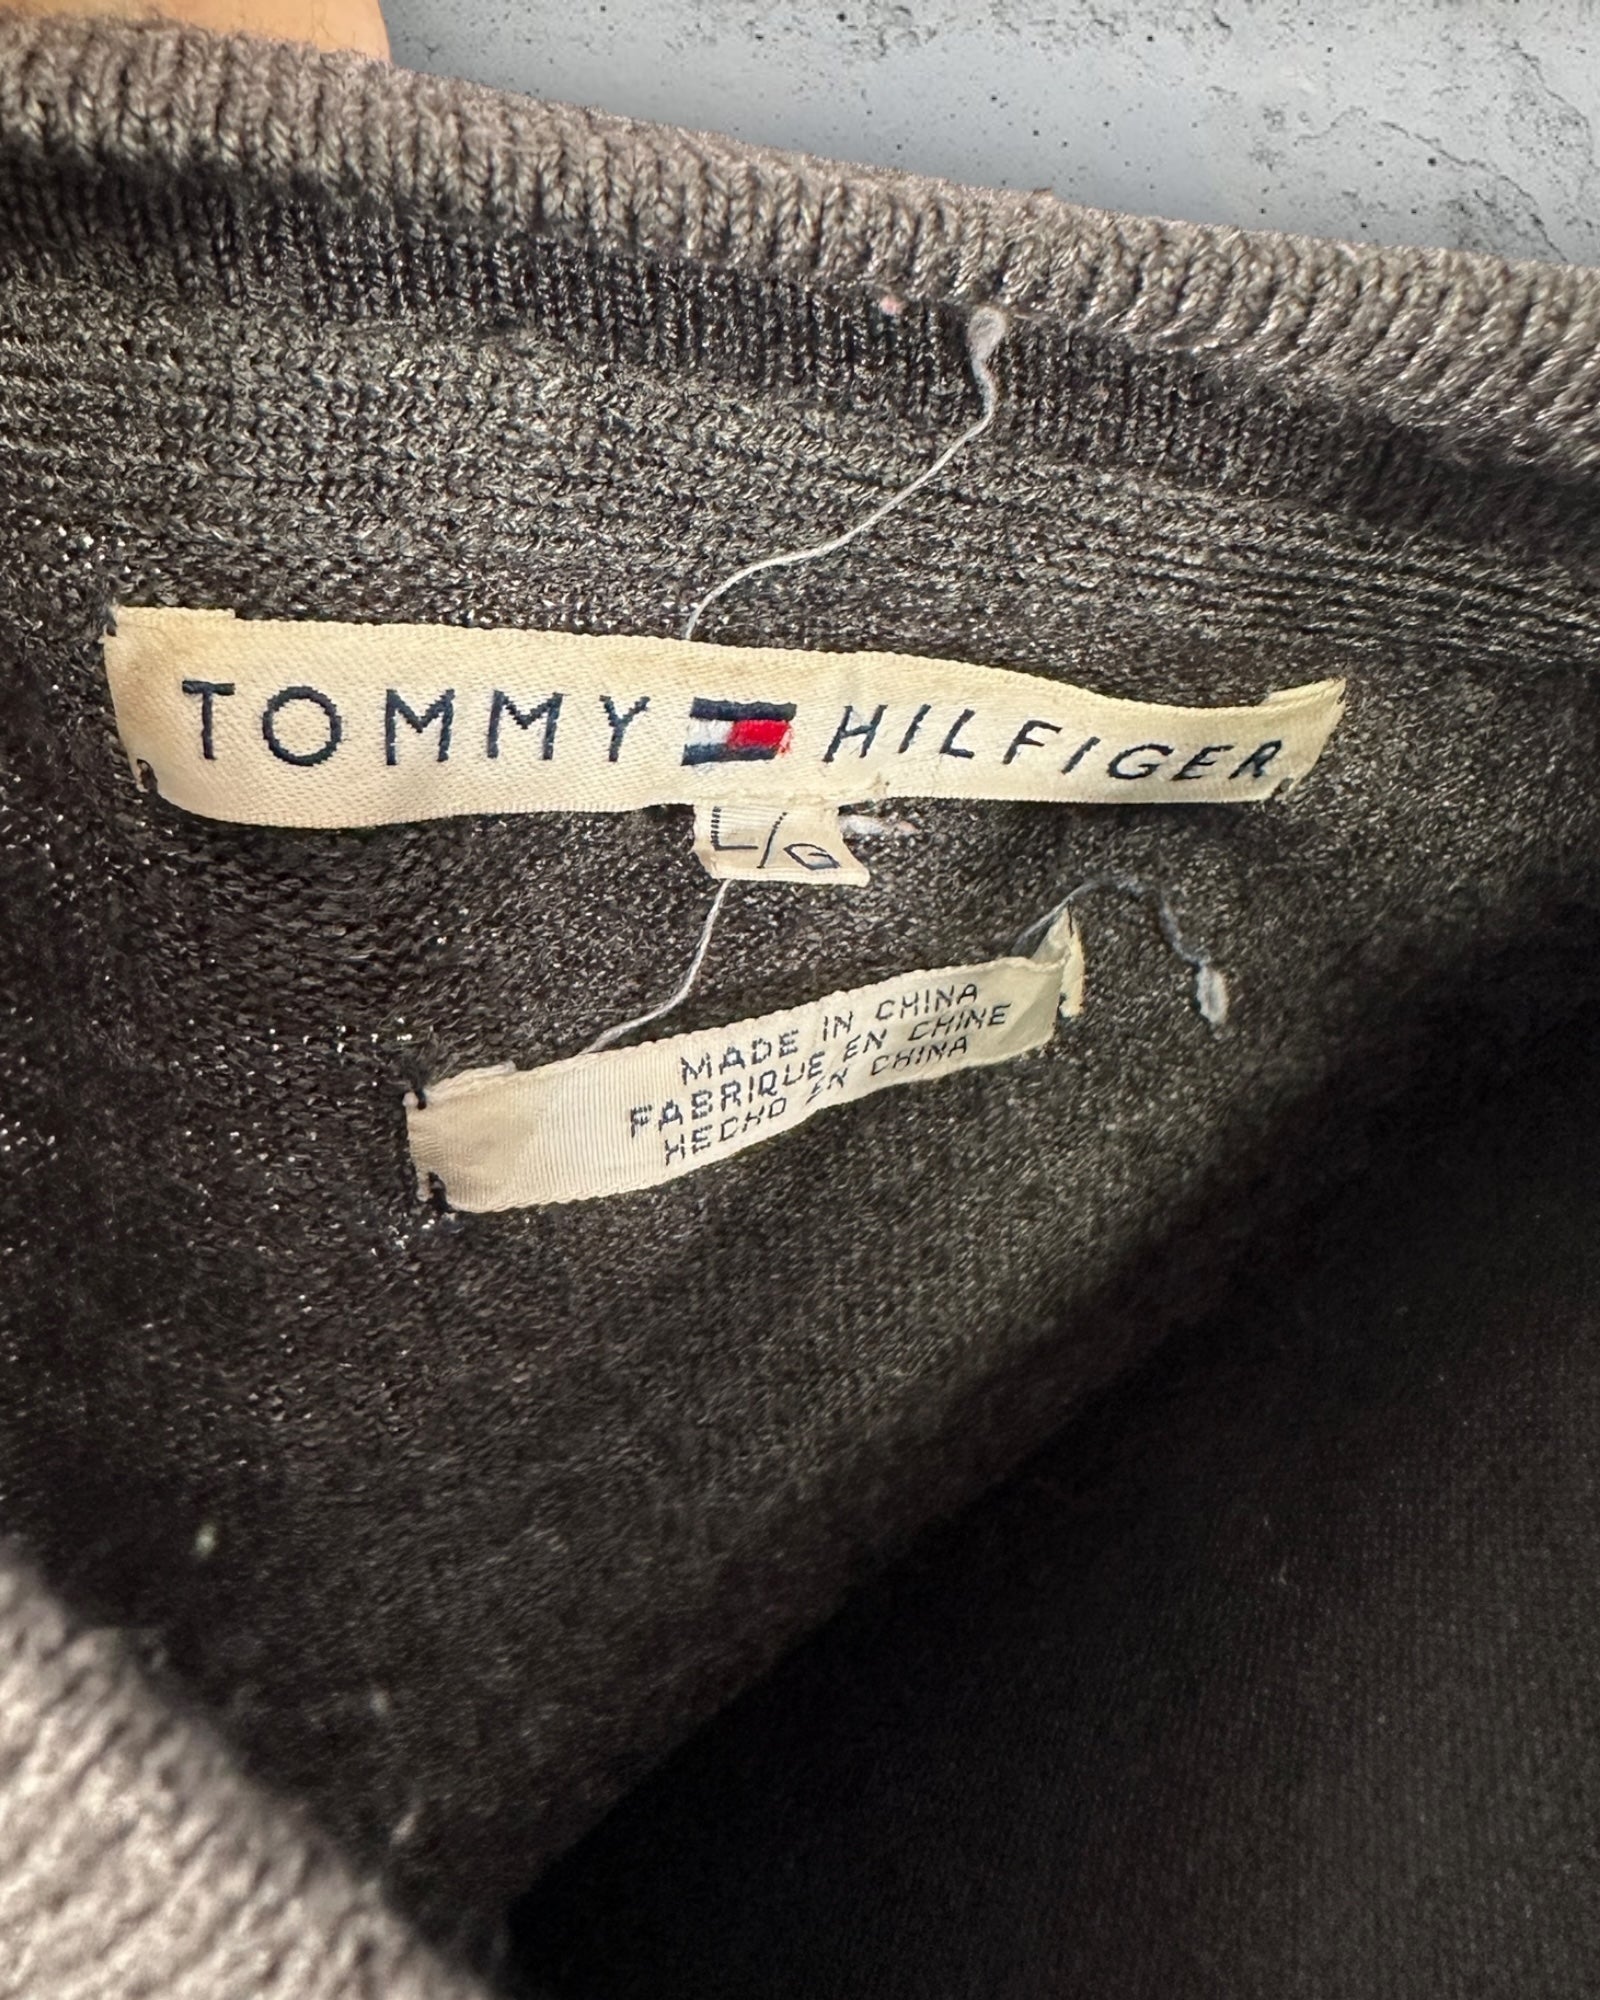 TOMMY HILFIGER
L/G
MADE IN CHINA
FABRIQUE EN CHINE
HECHO EN CHINA